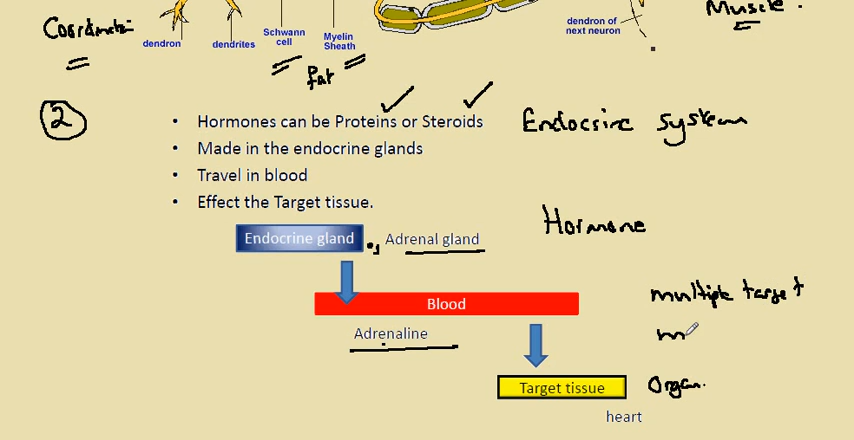 Coordinati
Muscle.
dendron
dendrites
Schwann
cell
Myelin
Sheath
dendron of
next neuron
fat
2
• Hormones can be Proteins or Steroids
Endocrine system
• Made in the endocrine glands
• Travel in blood
• Effect the Target tissue.
Hormone
Endocrine gland
Adrenal gland
multiple target
Blood
Adrenaline
m
Target tissue
Organ.
heart